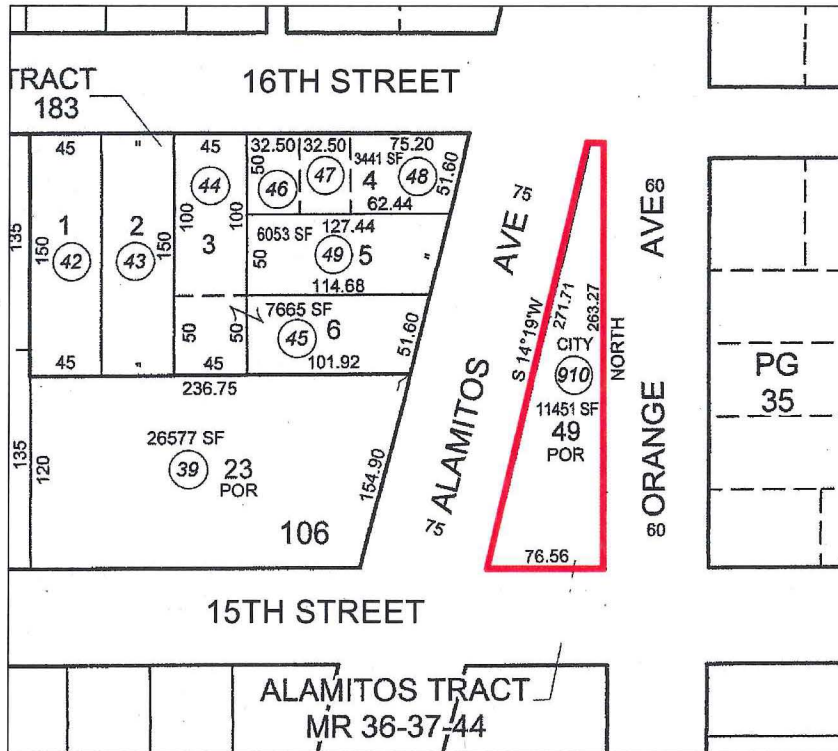 16TH STREET
TRACT
183
45
"
45
32.50
32.50
75.20
3441 SF
50
46
47
4
48
51.60
44
62.44
135
1
150
42
2
43
150
100
100
3
127.44
6053 SF
50
49
5
"
114.68
7665 SF
45
6
50
50
51.60
45
"
45
101.92
236.75
135
120
26577 SF
39
23
POR
154.90
106
75
AVE
ALAMITOS
75
S 14°19'W
271.71
263.27
NORTH
CITY
910
11451 SF
49
POR
76.56
60
AVE
ORANGE
60
PG
35
15TH STREET
ALAMITOS TRACT
MR 36-37-44